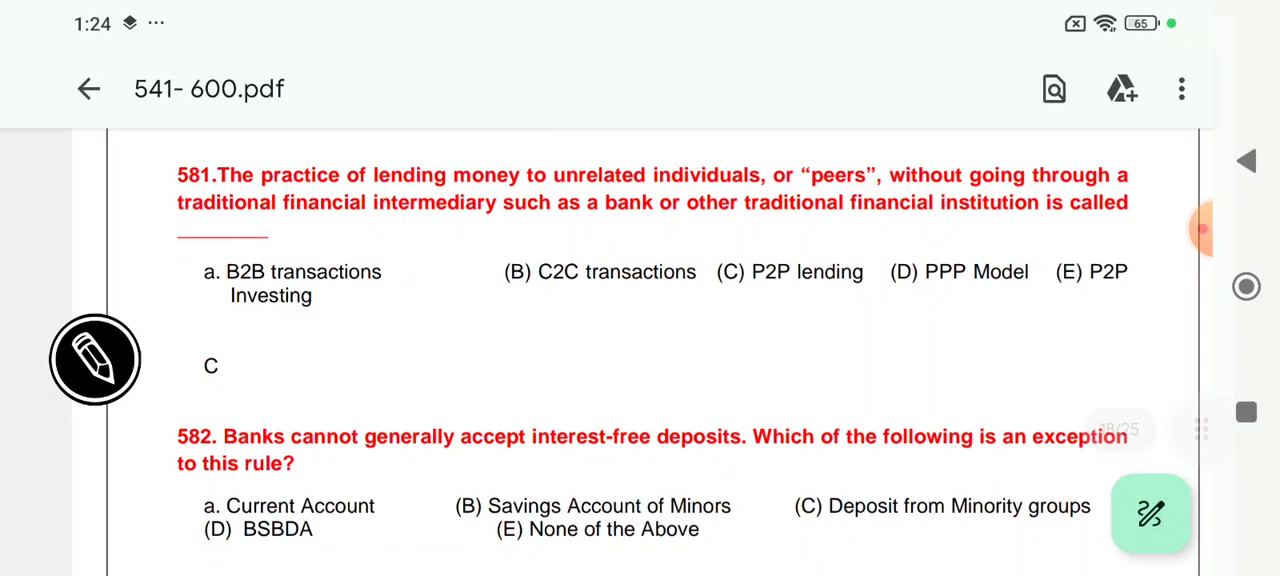 1:24 ...
65
541- 600.pdf
581.The practice of lending money to unrelated individuals, or “peers”, without going through a
traditional financial intermediary such as a bank or other traditional financial institution is called
________
a. B2B transactions (B) C2C transactions (C) P2P lending (D) PPP Model (E) P2P
Investing
C
582. Banks cannot generally accept interest-free deposits. Which of the following is an exception
18/25
to this rule?
a. Current Account (B) Savings Account of Minors (C) Deposit from Minority groups
(D) BSBDA (E) None of the Above